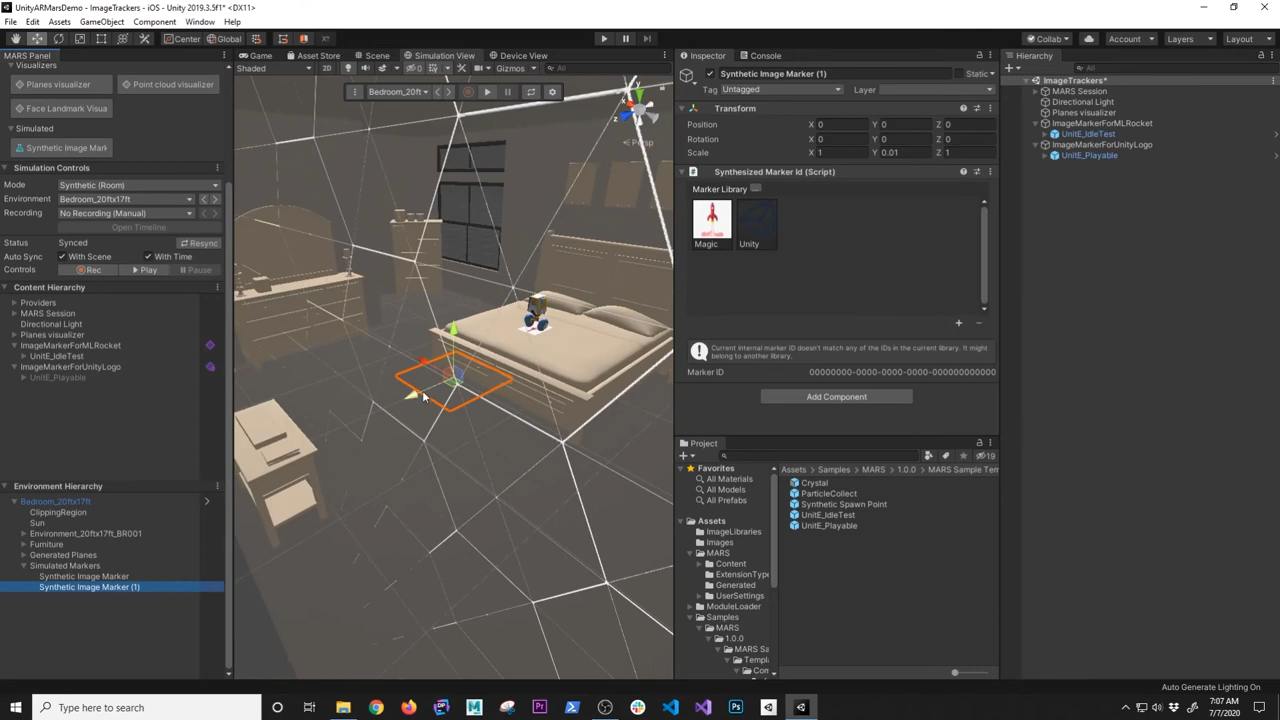 UnityARMarsDemo - ImageTrackers - iOS - Unity 2019.3.5f1* <DX11>
File Edit Assets GameObject Component Window Help
Center Global
Collab Account Layers Layout
MARS Panel
Visualizers
Planes visualizer Point cloud visualizer
Face Landmark Visua
Simulated
Synthetic Image Mark
Simulation Controls
Mode Synthetic (Room)
Environment Bedroom_20ftx17ft
Recording No Recording (Manual)
Open Timeline
Status Synced Resync
Auto Sync With Scene With Time
Controls Rec Play Pause
Content Hierarchy
Providers
MARS Session
Directional Light
Planes visualizer
ImageMarkerForMLRocket
UnitE_IdleTest
ImageMarkerForUnityLogo
UnitE_Playable
Environment Hierarchy
Bedroom_20ftx17ft
ClippingRegion
Sun
Environment_20ftx17ft_BR001
Furniture
Generated Planes
Simulated Markers
Synthetic Image Marker
Synthetic Image Marker (1)
Game Scene Simulation View Device View
Shaded 2D 0 Gizmos All
Bedroom_20ft
y
z
Persp
Inspector Console
Synthetic Image Marker (1) Static
Tag Untagged Layer
Transform
Position X 0 Y 0 Z 0
Rotation X 0 Y 0 Z 0
Scale X 1 Y 0.01 Z 1
Synthesized Marker Id (Script)
Marker Library ...
Magic Unity
Current internal marker ID doesn't match any of the IDs in the current library. It might
belong to another library.
Marker ID 00000000-0000-0000-0000-000000000000
Add Component
Project
19
Favorites
All Materials
All Models
All Prefabs
Assets
ImageLibraries
Images
MARS
Content
ExtensionType
Generated
UserSettings
ModuleLoader
Samples
MARS
1.0.0
MARS Sa
Templ
Com
Assets Samples MARS 1.0.0 MARS Sample Tem
Crystal
ParticleCollect
Synthetic Spawn Point
UnitE_IdleTest
UnitE_Playable
Hierarchy
All
ImageTrackers*
MARS Session
Directional Light
Planes visualizer
ImageMarkerForMLRocket
UnitE_IdleTest
ImageMarkerForUnityLogo
UnitE_Playable
Auto Generate Lighting On
Type here to search
7:07 AM
7/7/2020